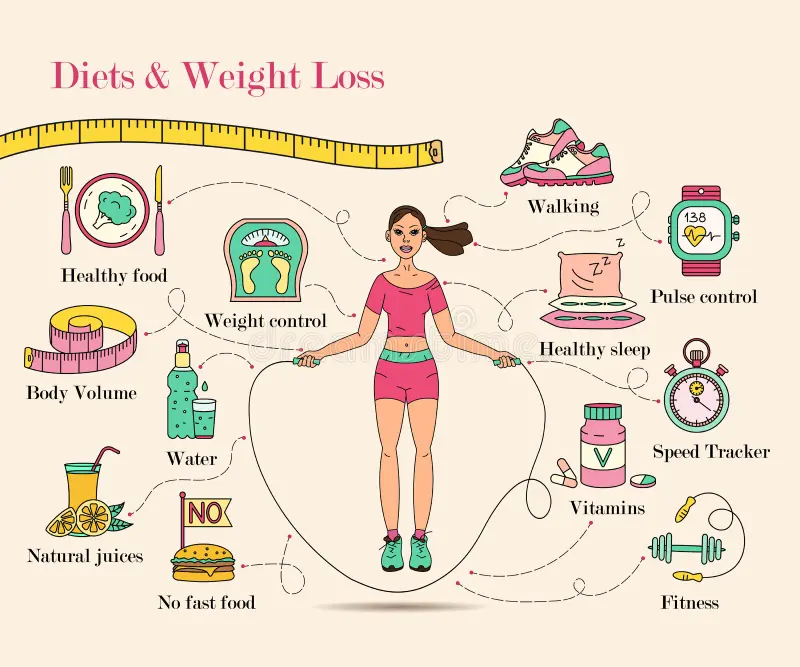 Diets & Weight Loss
Walking
138
Healthy food
Pulse control
Weight control
z z z
Healthy sleep
Body Volume
Water
Speed Tracker
V
Vitamins
NO
Natural juices
No fast food
Fitness
dreamstime